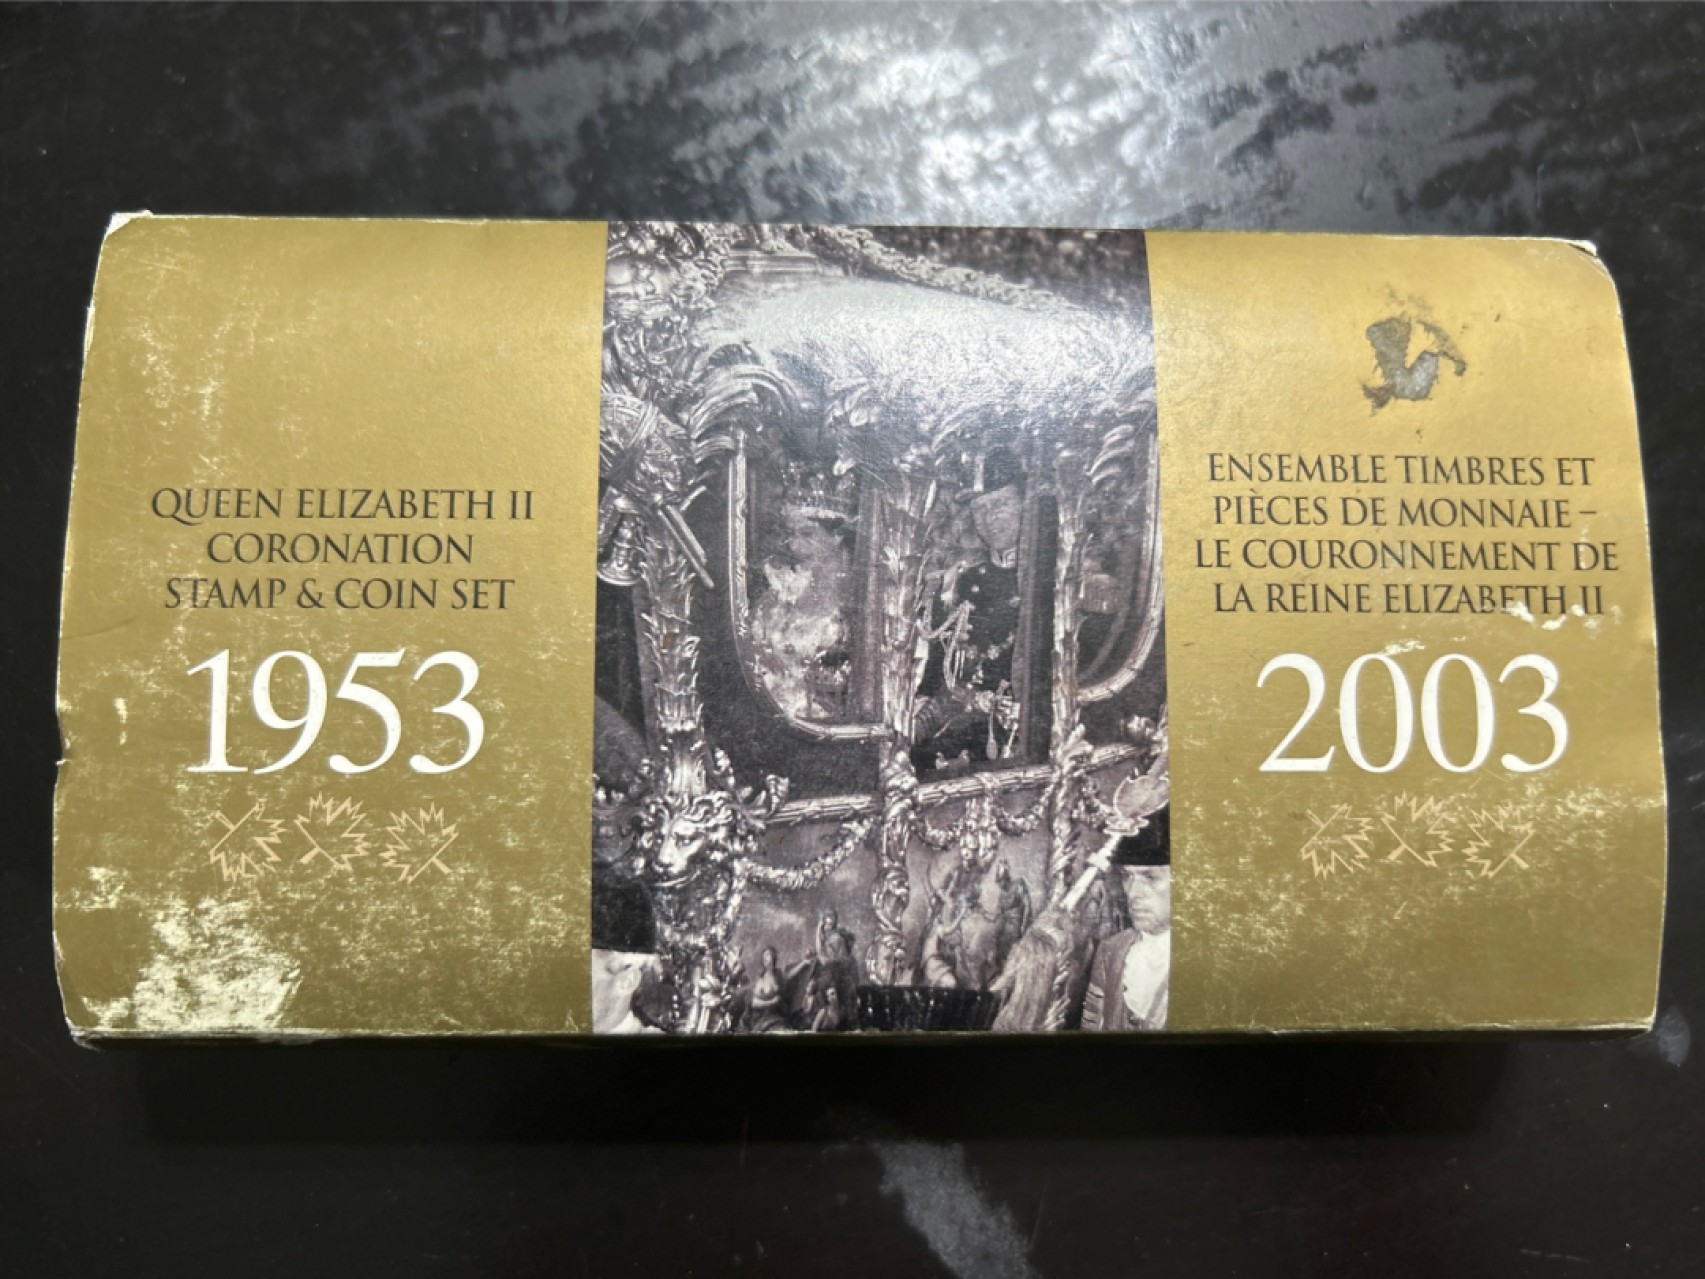 QUEEN ELIZABETH II
CORONATION
STAMP & COIN SET
1953
ENSEMBLE TIMBRES ET
PIÈCES DE MONNAIE –
LE COURONNEMENT DE
LA REINE ELIZABETH II
2003